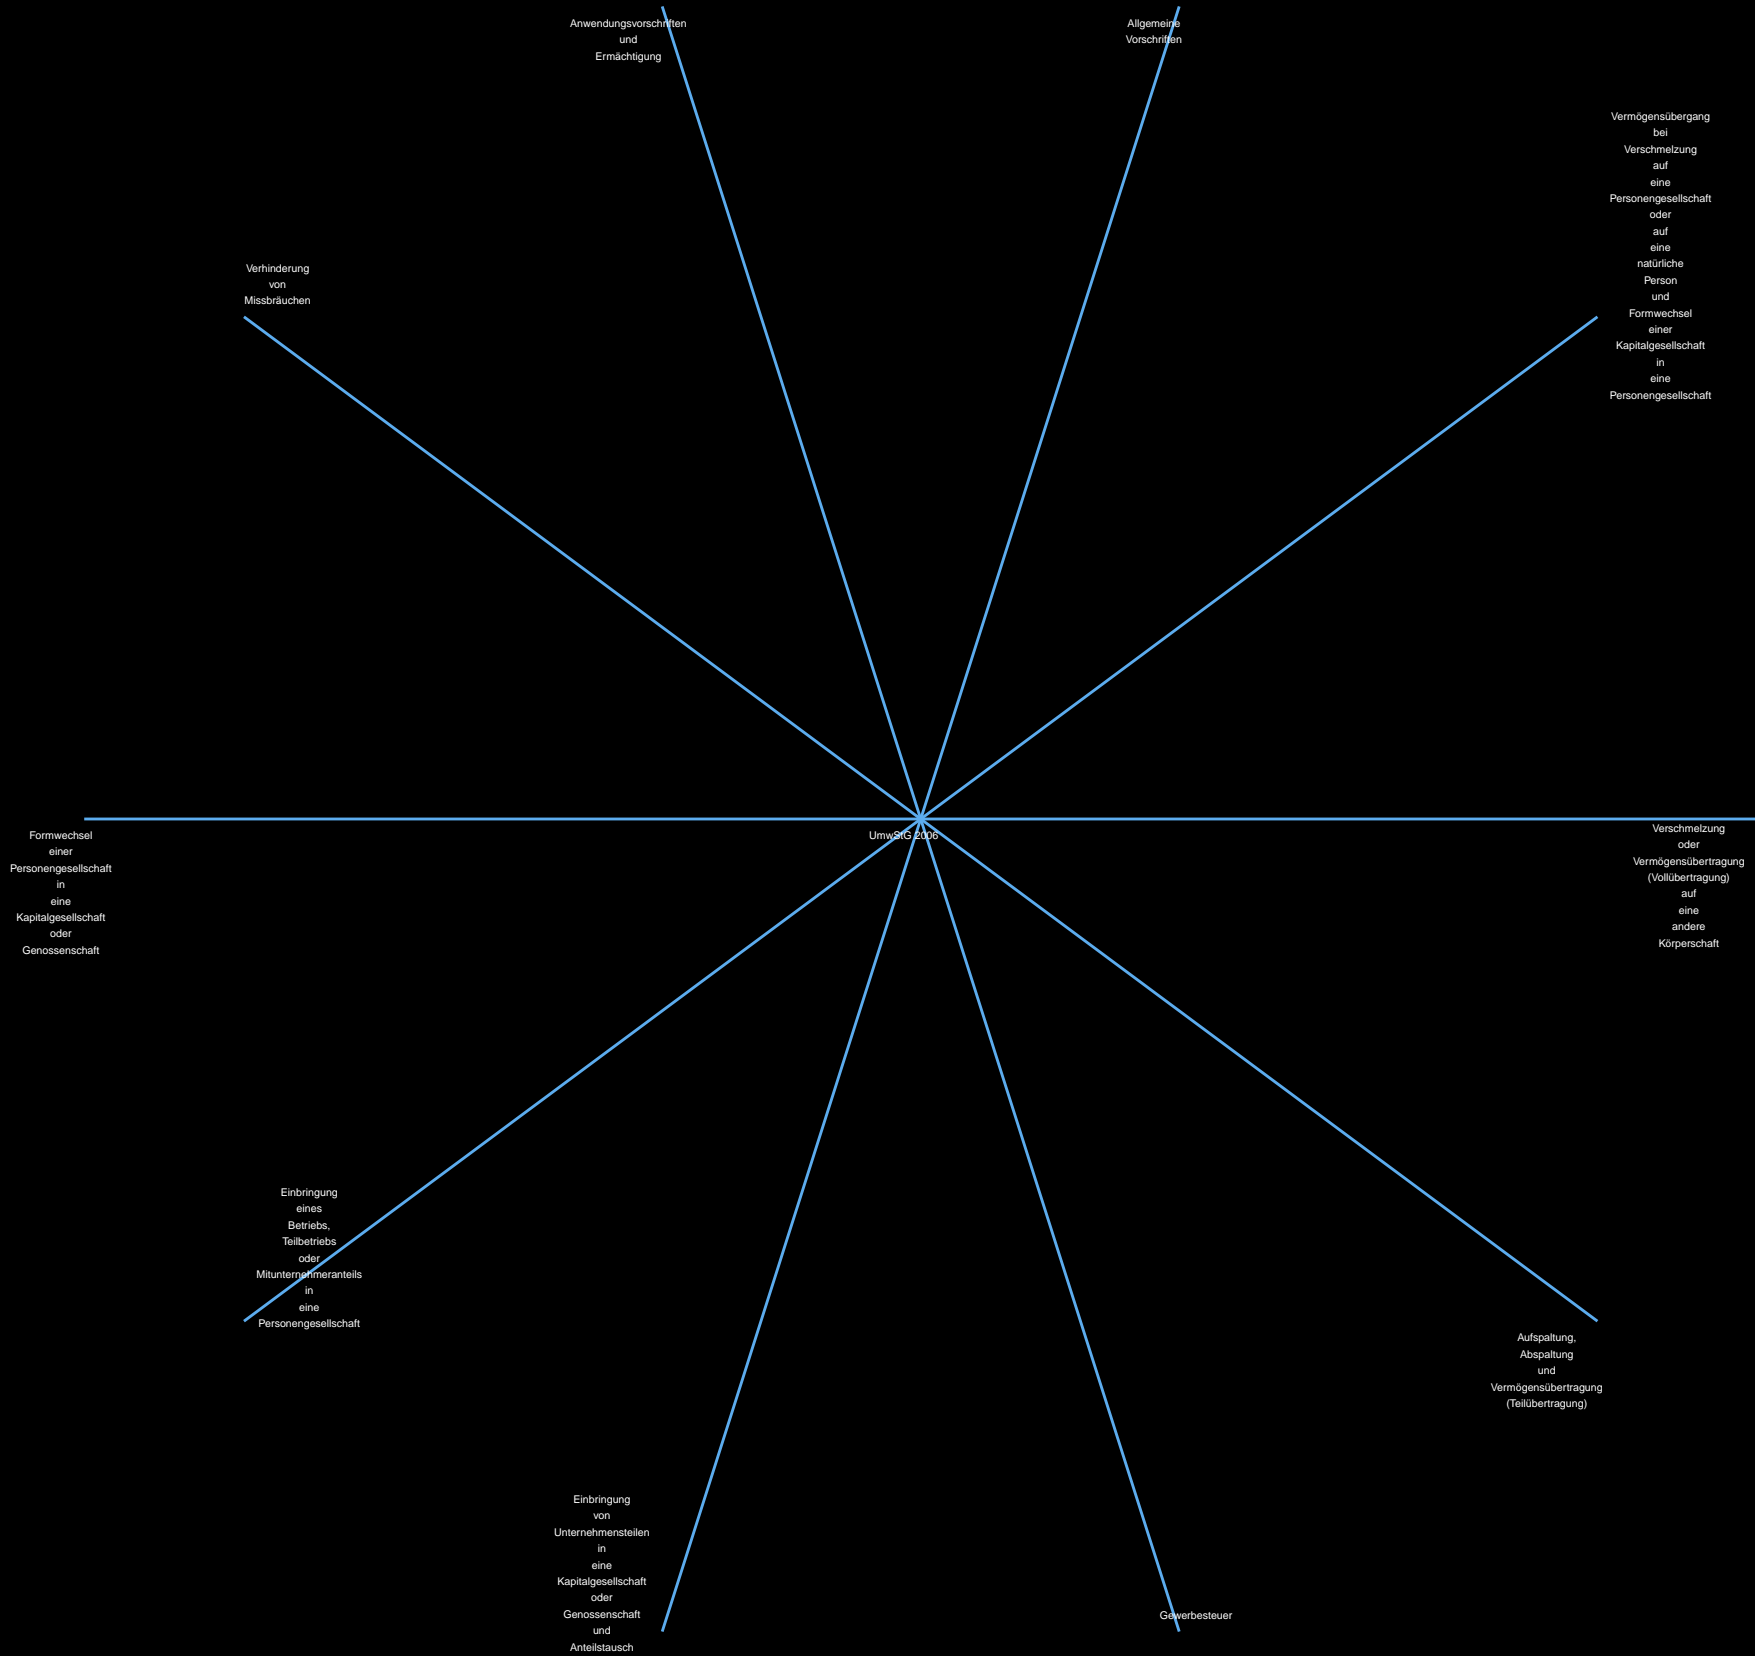 Anwendungsvorschriften
und
Ermächtigung
Allgemeine
Vorschriften
Vermögensübergang
bei
Verschmelzung
auf
eine
Personengesellschaft
oder
auf
eine
natürliche
Person
und
Formwechsel
einer
Kapitalgesellschaft
in
eine
Personengesellschaft
Verhinderung
von
Missbräuchen
UmwStG 2006
Formwechsel
einer
Personengesellschaft
in
eine
Kapitalgesellschaft
oder
Genossenschaft
Verschmelzung
oder
Vermögensübertragung
(Vollübertragung)
auf
eine
andere
Körperschaft
Einbringung
eines
Betriebs,
Teilbetriebs
oder
Mitunternehmeranteils
in
eine
Personengesellschaft
Aufspaltung,
Abspaltung
und
Vermögensübertragung
(Teilübertragung)
Einbringung
von
Unternehmensteilen
in
eine
Kapitalgesellschaft
oder
Genossenschaft
und
Anteilstausch
Gewerbesteuer